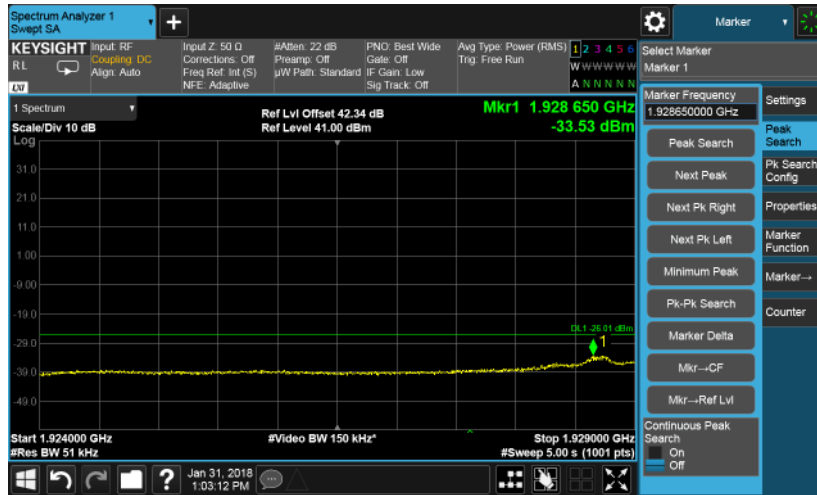 Spectrum Analyzer 1
Swept SA
Marker
KEYSIGHT
RL
LXI
Input: RF
Coupling: DC
Align: Auto
Input Z: 50 Ω
Corrections: Off
Freq Ref: Int (S)
NFE: Adaptive
#Atten: 22 dB
Preamp: Off
µW Path: Standard
PNO: Best Wide
Gate: Off
IF Gain: Low
Sig Track: Off
Avg Type: Power (RMS)
Trig: Free Run
1 2 3 4 5 6
W W W W W W
A N N N N N
Select Marker
Marker 1
1 Spectrum
Scale/Div 10 dB
Log
Ref Lvl Offset 42.34 dB
Ref Level 41.00 dBm
Mkr1 1.928 650 GHz
-33.53 dBm
31.0
21.0
11.0
1.00
-9.00
-19.0
-29.0
-39.0
-49.0
DL1 -26.01 dBm
1
Start 1.924000 GHz
#Res BW 51 kHz
#Video BW 150 kHz*
Stop 1.929000 GHz
#Sweep 5.00 s (1001 pts)
Marker Frequency
1.928650000 GHz
Peak Search
Next Peak
Next Pk Right
Next Pk Left
Minimum Peak
Pk-Pk Search
Marker Delta
Mkr→CF
Mkr→Ref Lvl
Continuous Peak
Search
On
Off
Settings
Peak
Search
Pk Search
Config
Properties
Marker
Function
Marker→
Counter
?
Jan 31, 2018
1:03:12 PM